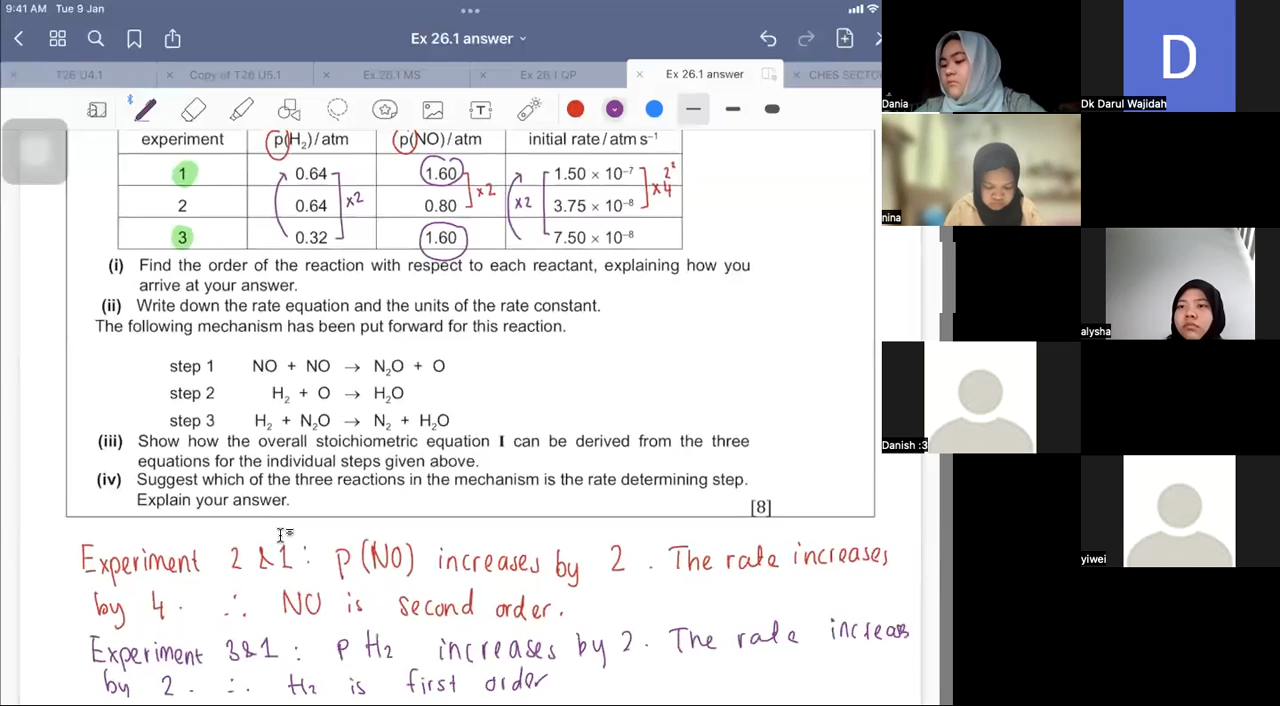 9:41 AM Tue 9 Jan
Ex 26.1 answer
T26 U4.1
Copy of T26 U5.1
Ex 26.1 MS
Ex 26.1 QP
Ex 26.1 answer
CHES SECTOR
experiment p(H₂)/atm p(NO)/atm initial rate/atm s⁻¹
1 0.64 1.60 1.50 × 10⁻⁷
2 0.64 0.80 3.75 × 10⁻⁸
3 0.32 1.60 7.50 × 10⁻⁸
×2 ×2 ×2 ×4 2²
(i) Find the order of the reaction with respect to each reactant, explaining how you
arrive at your answer.
(ii) Write down the rate equation and the units of the rate constant.
The following mechanism has been put forward for this reaction.
step 1 NO + NO → N₂O + O
step 2 H₂ + O → H₂O
step 3 H₂ + N₂O → N₂ + H₂O
(iii) Show how the overall stoichiometric equation I can be derived from the three
equations for the individual steps given above.
(iv) Suggest which of the three reactions in the mechanism is the rate determining step.
Explain your answer.
[8]
Experiment 2 &1 : p(NO) increases by 2 . The rate increases
by 4 . ∴ NO is second order.
Experiment 3&1 : p H₂ increases by 2. The rate increases
by 2 . ∴ H₂ is first order
Dania
D
Dk Darul Wajidah
nina
alysha
Danish :3
yiwei